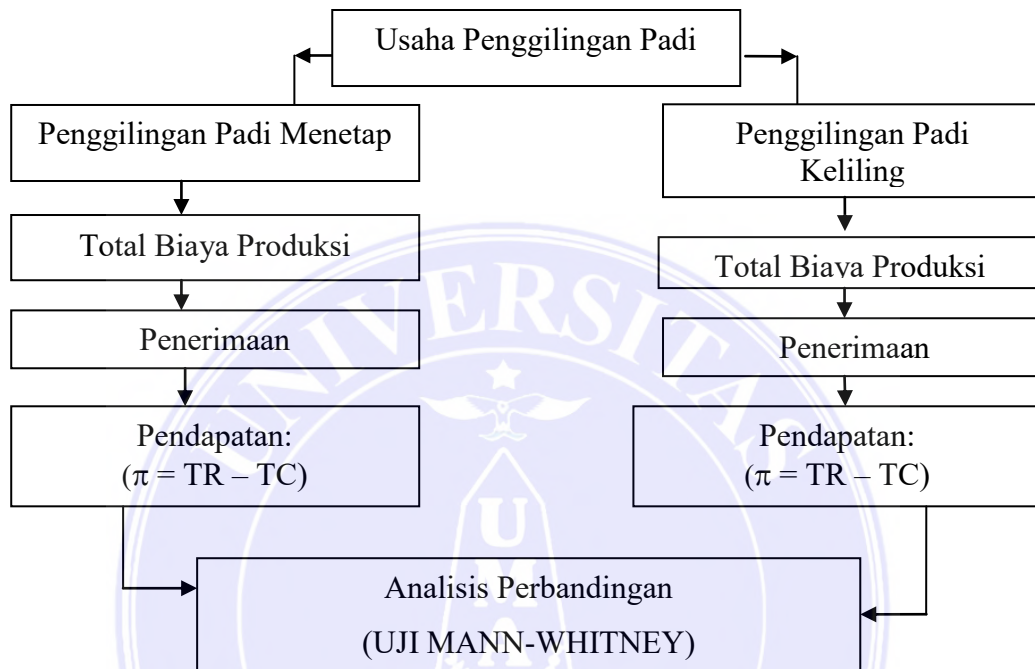 Usaha Penggilingan Padi
Penggilingan Padi Menetap
Total Biaya Produksi
Penerimaan
Pendapatan:
(π = TR – TC)
Penggilingan Padi
Keliling
Total Biaya Produksi
Penerimaan
Pendapatan:
(π = TR – TC)
Analisis Perbandingan
(UJI MANN-WHITNEY)
UNIVERSITAS
U
M
A